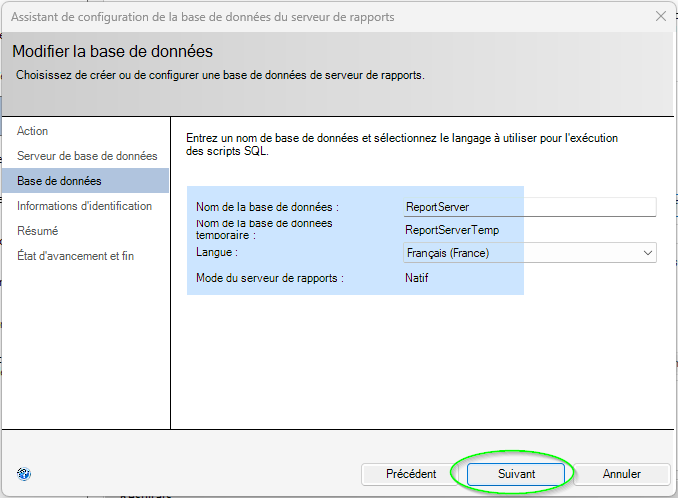 Assistant de configuration de la base de données du serveur de rapports
Modifier la base de données
Choisissez de créer ou de configurer une base de données de serveur de rapports.
Action
Serveur de base de données
Base de données
Informations d'identification
Résumé
État d'avancement et fin
Entrez un nom de base de données et sélectionnez le langage à utiliser pour l'exécution
des scripts SQL.
Nom de la base de données :
ReportServer
Nom de la base de données
temporaire :
ReportServerTemp
Langue :
Français (France)
Mode du serveur de rapports :
Natif
Précédent
Suivant
Annuler